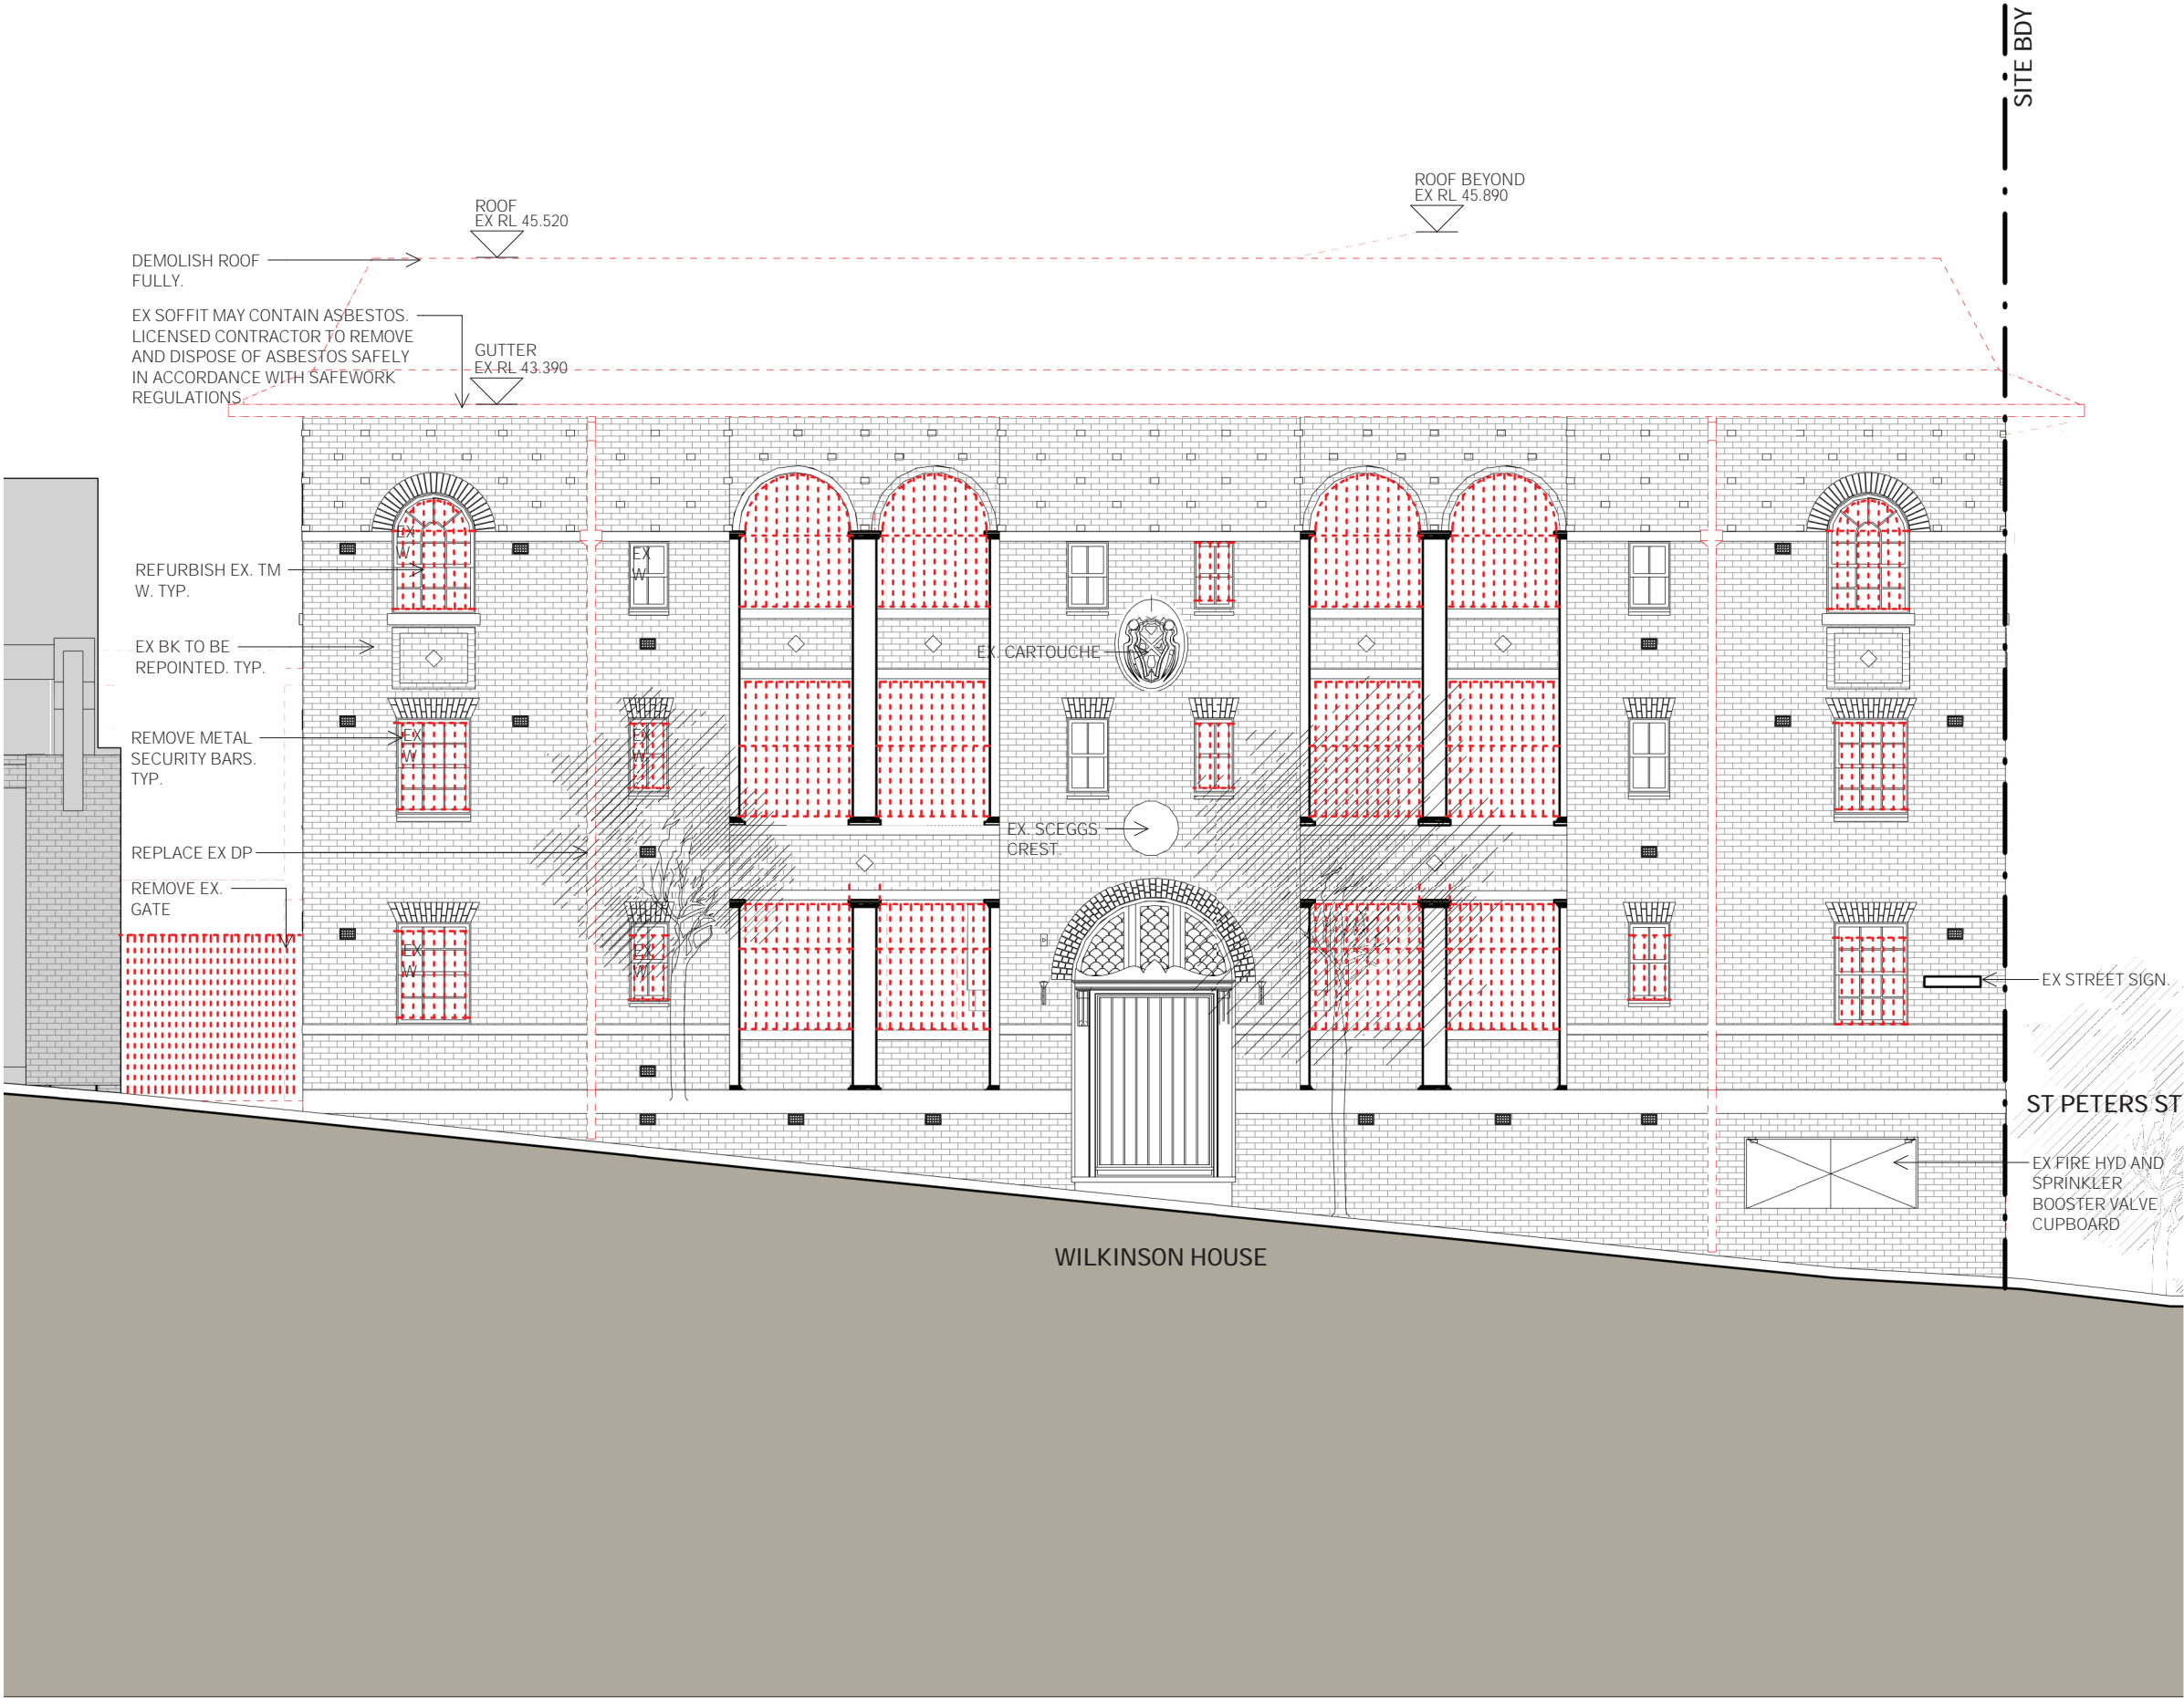 SITE BDY
ROOF BEYOND
EX RL 45.890
ROOF
EX RL 45.520
DEMOLISH ROOF
FULLY.
EX SOFFIT MAY CONTAIN ASBESTOS.
LICENSED CONTRACTOR TO REMOVE
AND DISPOSE OF ASBESTOS SAFELY
IN ACCORDANCE WITH SAFEWORK
REGULATIONS.
GUTTER
EX RL 43.390
EX
W
EX
W
REFURBISH EX. TM
W. TYP.
EX BK TO BE
REPOINTED. TYP.
EX. CARTOUCHE
REMOVE METAL
SECURITY BARS.
TYP.
EX
W
EX
W
EX. SCEGGS
CREST.
REPLACE EX DP
REMOVE EX.
GATE
EX
W
EX
W
EX STREET SIGN.
ST PETERS ST
EX FIRE HYD AND
SPRINKLER
BOOSTER VALVE
CUPBOARD
WILKINSON HOUSE